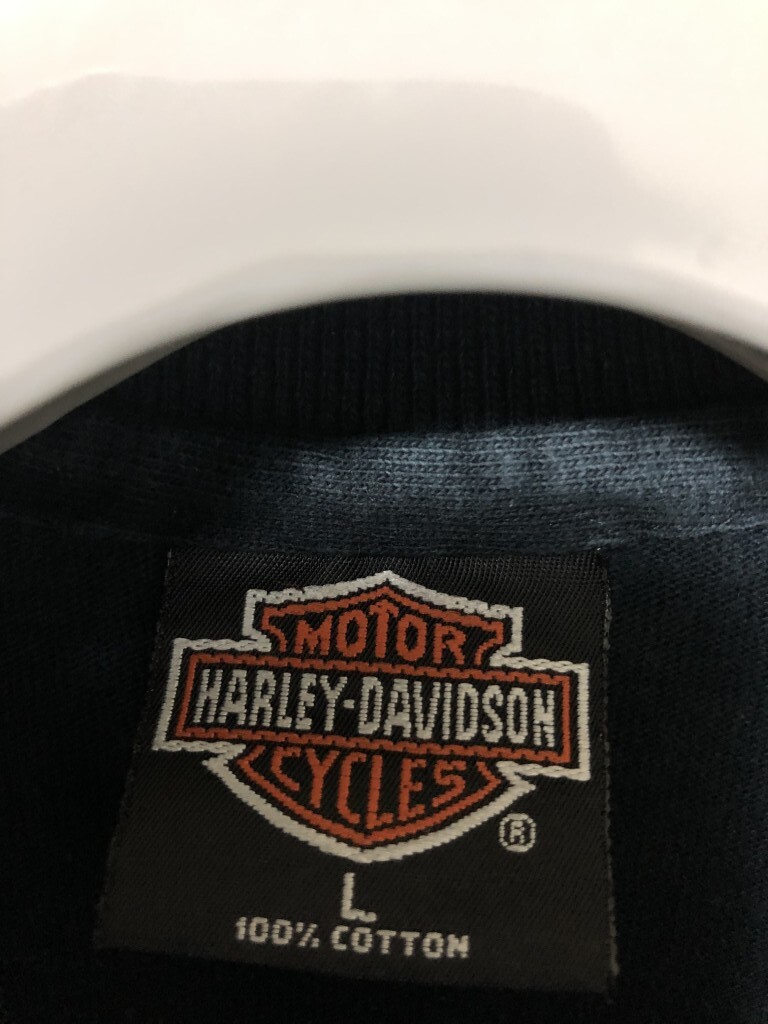 MOTOR
HARLEY-DAVIDSON
CYCLES
®
L
100% COTTON